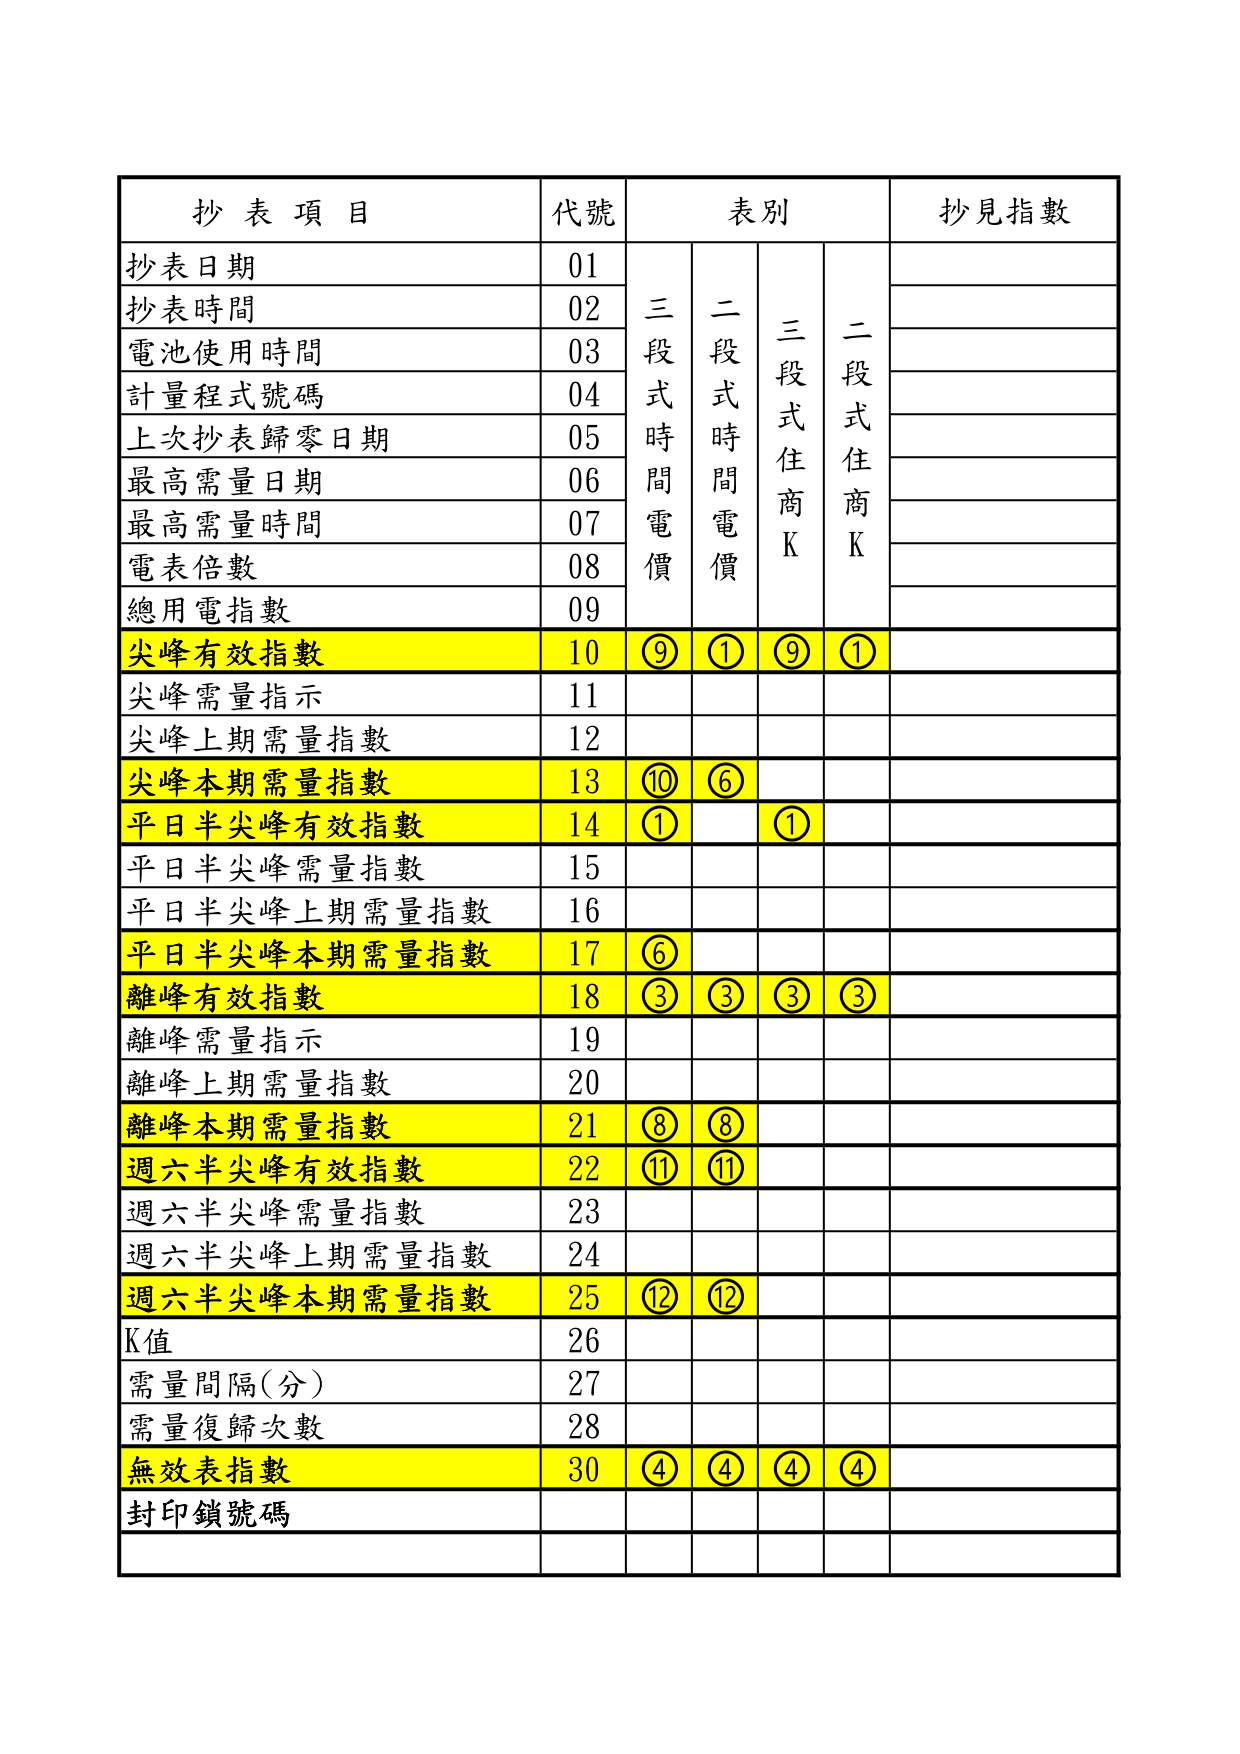 抄表項目 代號 表別 抄見指數
三段式時間電價 二段式時間電價 三段式住商K 二段式住商K
抄表日期 01
抄表時間 02
電池使用時間 03
計量程式號碼 04
上次抄表歸零日期 05
最高需量日期 06
最高需量時間 07
電表倍數 08
總用電指數 09
尖峰有效指數 10 ⑨ ① ⑨ ①
尖峰需量指示 11
尖峰上期需量指數 12
尖峰本期需量指數 13 ⑩ ⑥
平日半尖峰有效指數 14 ① ①
平日半尖峰需量指數 15
平日半尖峰上期需量指數 16
平日半尖峰本期需量指數 17 ⑥
離峰有效指數 18 ③ ③ ③ ③
離峰需量指示 19
離峰上期需量指數 20
離峰本期需量指數 21 ⑧ ⑧
週六半尖峰有效指數 22 ⑪ ⑪
週六半尖峰需量指數 23
週六半尖峰上期需量指數 24
週六半尖峰本期需量指數 25 ⑫ ⑫
K值 26
需量間隔(分) 27
需量復歸次數 28
無效表指數 30 ④ ④ ④ ④
封印鎖號碼